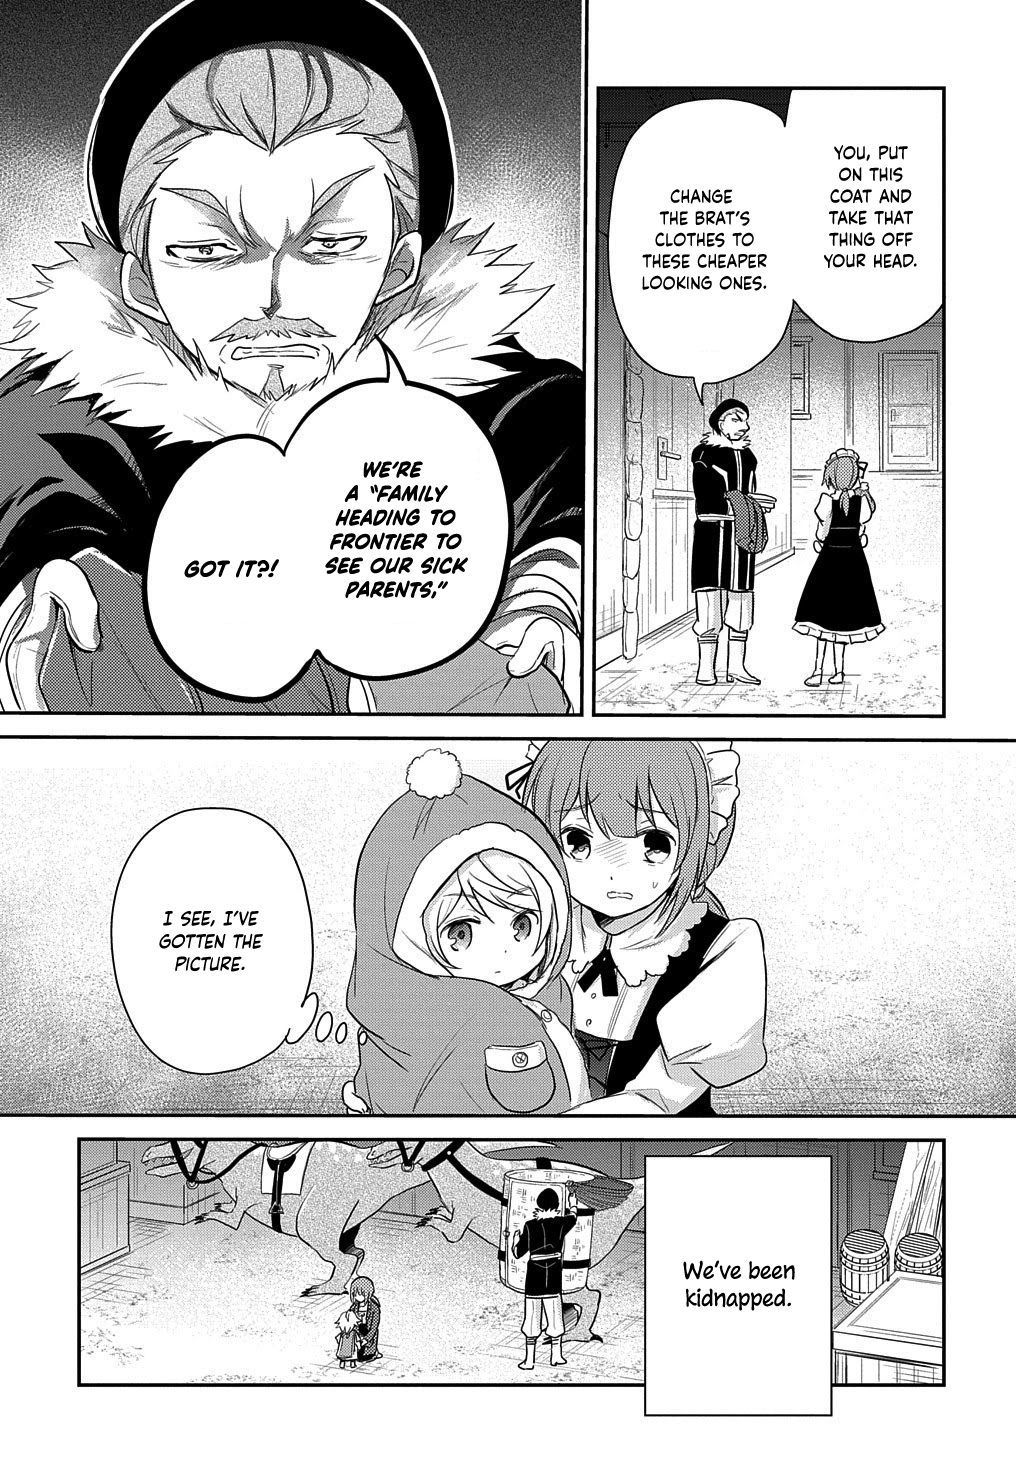 YOU, PUT
ON THIS
COAT AND
TAKE THAT
THING OFF
YOUR HEAD.
CHANGE
THE BRAT'S
CLOTHES TO
THESE CHEAPER
LOOKING ONES.
WE'RE
A "FAMILY
HEADING TO
FRONTIER TO
SEE OUR SICK
PARENTS,"
GOT IT?!
I SEE, I'VE
GOTTEN THE
PICTURE.
We've been
kidnapped.